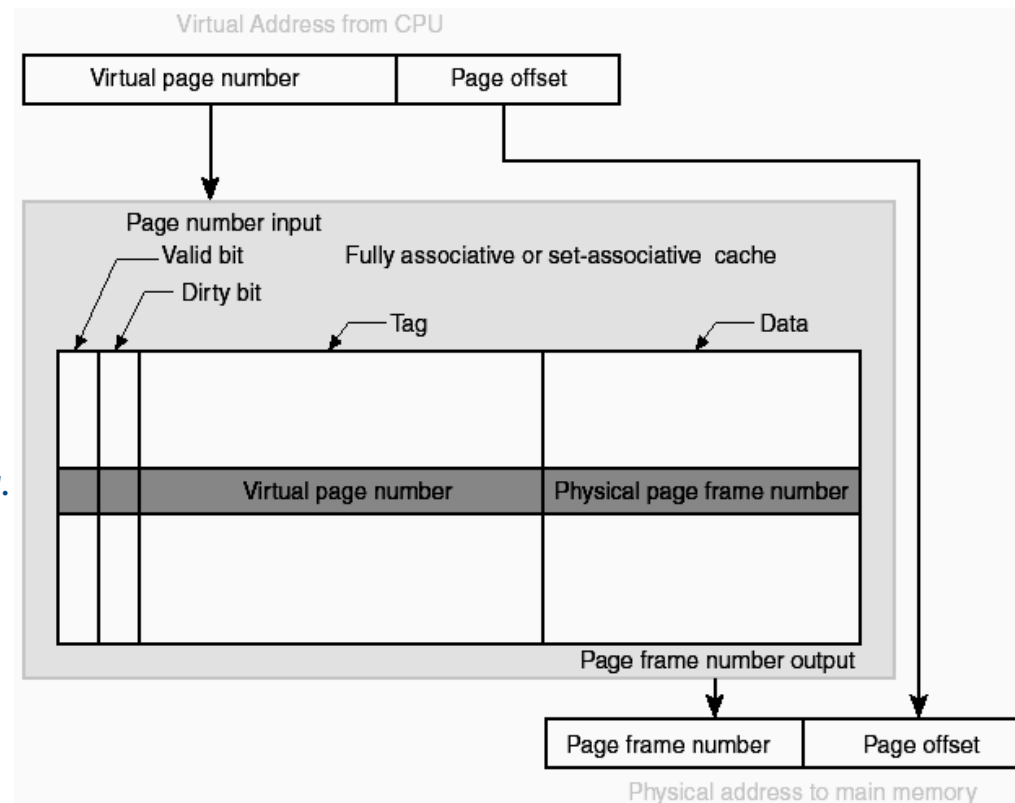 Virtual Address from CPU
Virtual page number Page offset
Page number input
Valid bit Fully associative or set-associative cache
Dirty bit
Tag Data
.
Virtual page number Physical page frame number
Page frame number output
Page frame number Page offset
Physical address to main memory